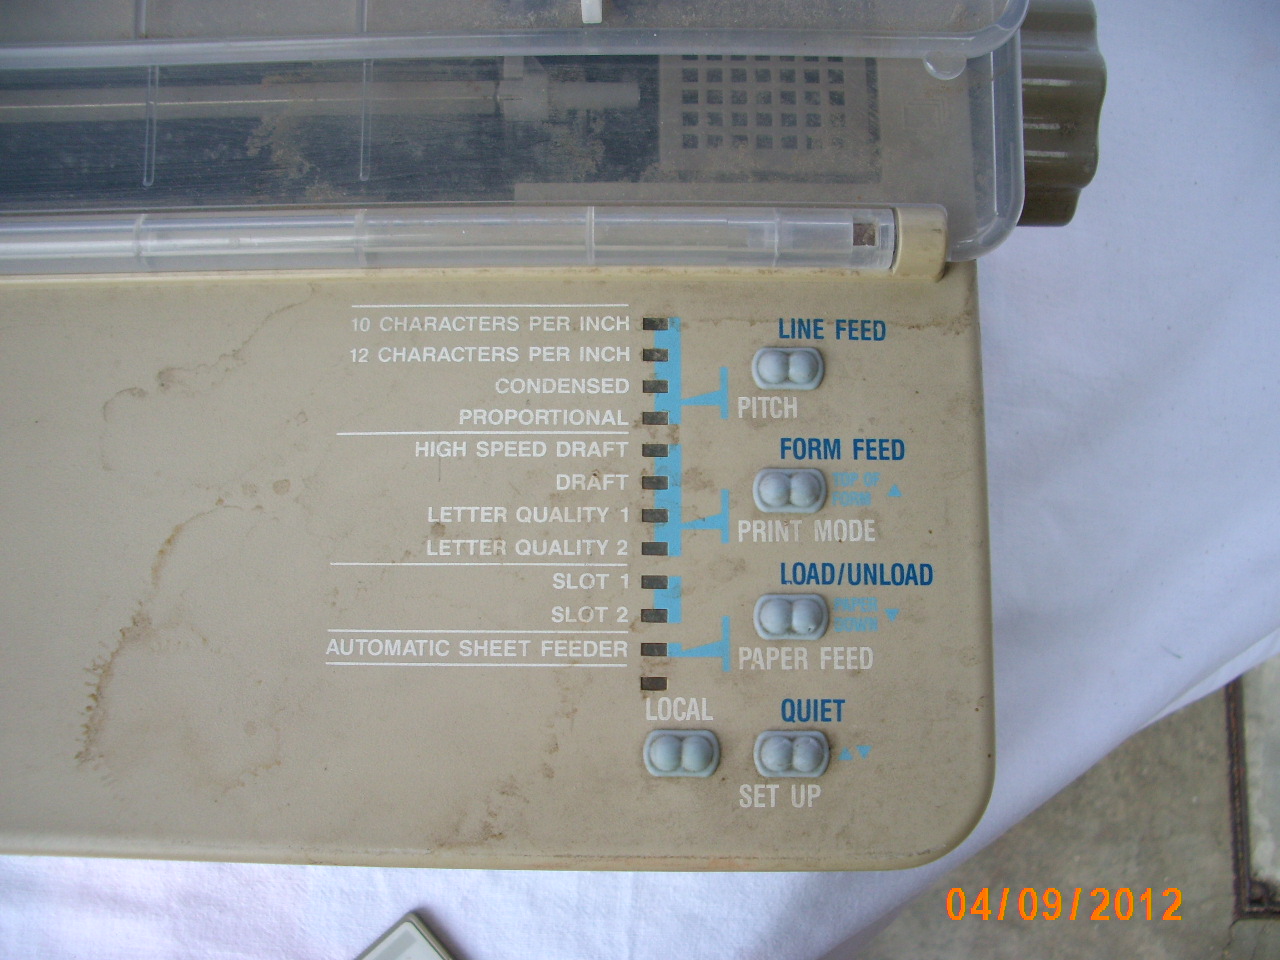 10 CHARACTERS PER INCH
12 CHARACTERS PER INCH
CONDENSED
PROPORTIONAL
HIGH SPEED DRAFT
DRAFT
LETTER QUALITY 1
LETTER QUALITY 2
SLOT 1
SLOT 2
AUTOMATIC SHEET FEEDER
LINE FEED
PITCH
FORM FEED
TOP OF
FORM
PRINT MODE
LOAD/UNLOAD
PAPER
DOWN
PAPER FEED
LOCAL
QUIET
SET UP
04/09/2012